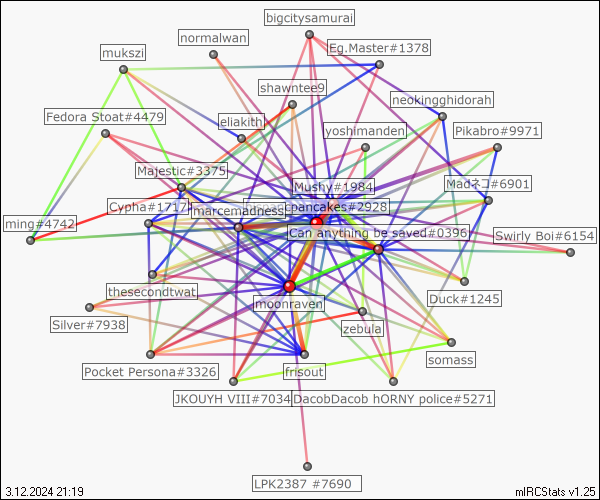 bigcitysamurai
normalwan
Eg.Master#1378
mukszi
shawntee9
neokingghidorah
Fedora Stoat#4479
eliakith
yoshimanden
Pikabro#9971
Majestic#3375
Mushy#1984
Madネコ#6901
Cypha#1717
marcemadness
pancakes#2928
ming#4742
Can anything be saved#0396
Swirly Boi#6154
thesecondtwat
moonraven
Duck#1245
Silver#7938
zebula
somass
Pocket Persona#3326
frisout
JKOUYH VIII#7034
DacobDacob hORNY police#5271
LPK2387 #7690
3.12.2024 21:19
mIRCStats v1.25